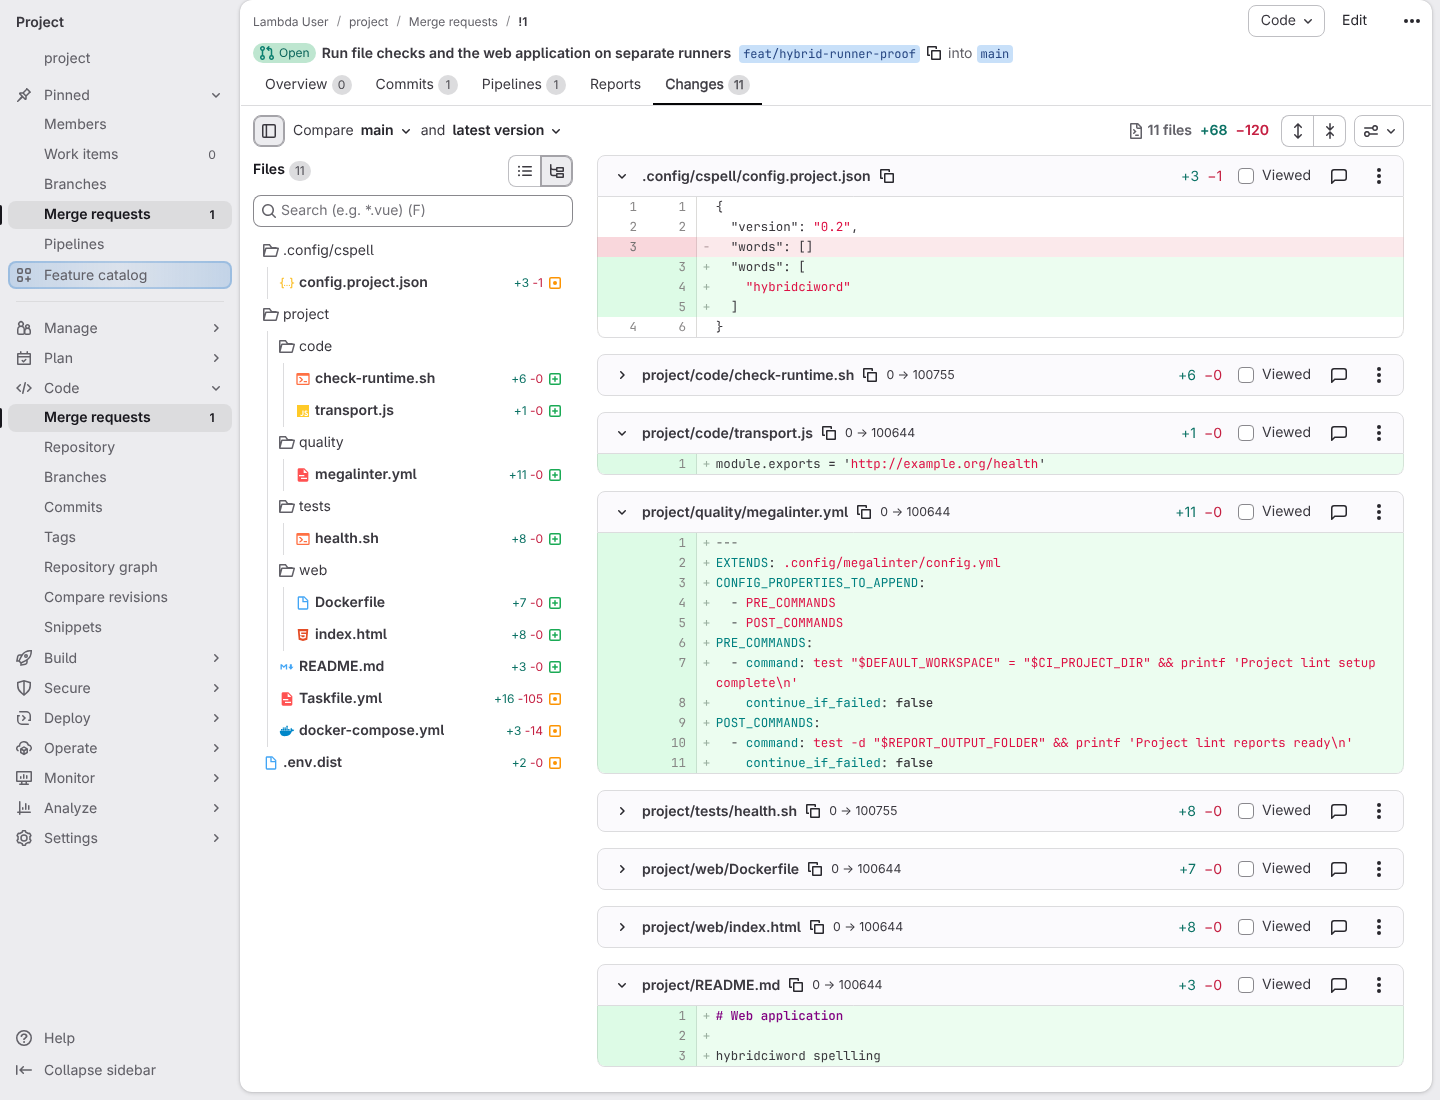 Project
project
Pinned
Members
Work items 0
Branches
Merge requests 1
Pipelines
Feature catalog
Manage
Plan
Code
Merge requests 1
Repository
Branches
Commits
Tags
Repository graph
Compare revisions
Snippets
Build
Secure
Deploy
Operate
Monitor
Analyze
Settings
Help
Collapse sidebar
Lambda User / project / Merge requests / !1
Code Edit
Open Run file checks and the web application on separate runners feat/hybrid-runner-proof into main
Overview 0 Commits 1 Pipelines 1 Reports Changes 11
Compare main and latest version
11 files +68 −120
Files 11
Search (e.g. *.vue) (F)
.config/cspell
config.project.json +3 -1
project
code
check-runtime.sh +6 -0
transport.js +1 -0
quality
megalinter.yml +11 -0
tests
health.sh +8 -0
web
Dockerfile +7 -0
index.html +8 -0
README.md +3 -0
Taskfile.yml +16 -105
docker-compose.yml +3 -14
.env.dist +2 -0
.config/cspell/config.project.json +3 −1 Viewed
1 1 {
2 2 "version": "0.2",
3 - "words": []
3 + "words": [
4 + "hybridciword"
5 + ]
4 6 }
project/code/check-runtime.sh 0 → 100755 +6 −0 Viewed
project/code/transport.js 0 → 100644 +1 −0 Viewed
1 + module.exports = 'http://example.org/health'
project/quality/megalinter.yml 0 → 100644 +11 −0 Viewed
1 + ---
2 + EXTENDS: .config/megalinter/config.yml
3 + CONFIG_PROPERTIES_TO_APPEND:
4 + - PRE_COMMANDS
5 + - POST_COMMANDS
6 + PRE_COMMANDS:
7 + - command: test "$DEFAULT_WORKSPACE" = "$CI_PROJECT_DIR" && printf 'Project lint setup
complete\n'
8 + continue_if_failed: false
9 + POST_COMMANDS:
10 + - command: test -d "$REPORT_OUTPUT_FOLDER" && printf 'Project lint reports ready\n'
11 + continue_if_failed: false
project/tests/health.sh 0 → 100755 +8 −0 Viewed
project/web/Dockerfile 0 → 100644 +7 −0 Viewed
project/web/index.html 0 → 100644 +8 −0 Viewed
project/README.md 0 → 100644 +3 −0 Viewed
1 + # Web application
2 +
3 + hybridciword spellling